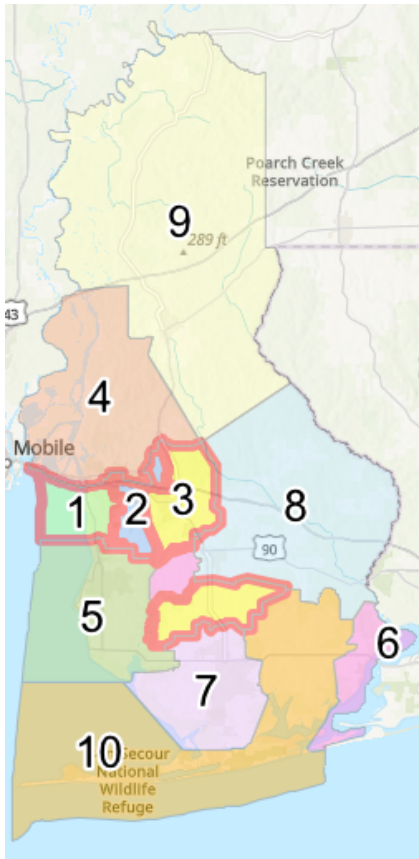 Poarch Creek
Reservation
9
289 ft
43
4
Mobile
3
1
2
8
90
5
6
7
10
Secour
National
Wildlife
Refuge